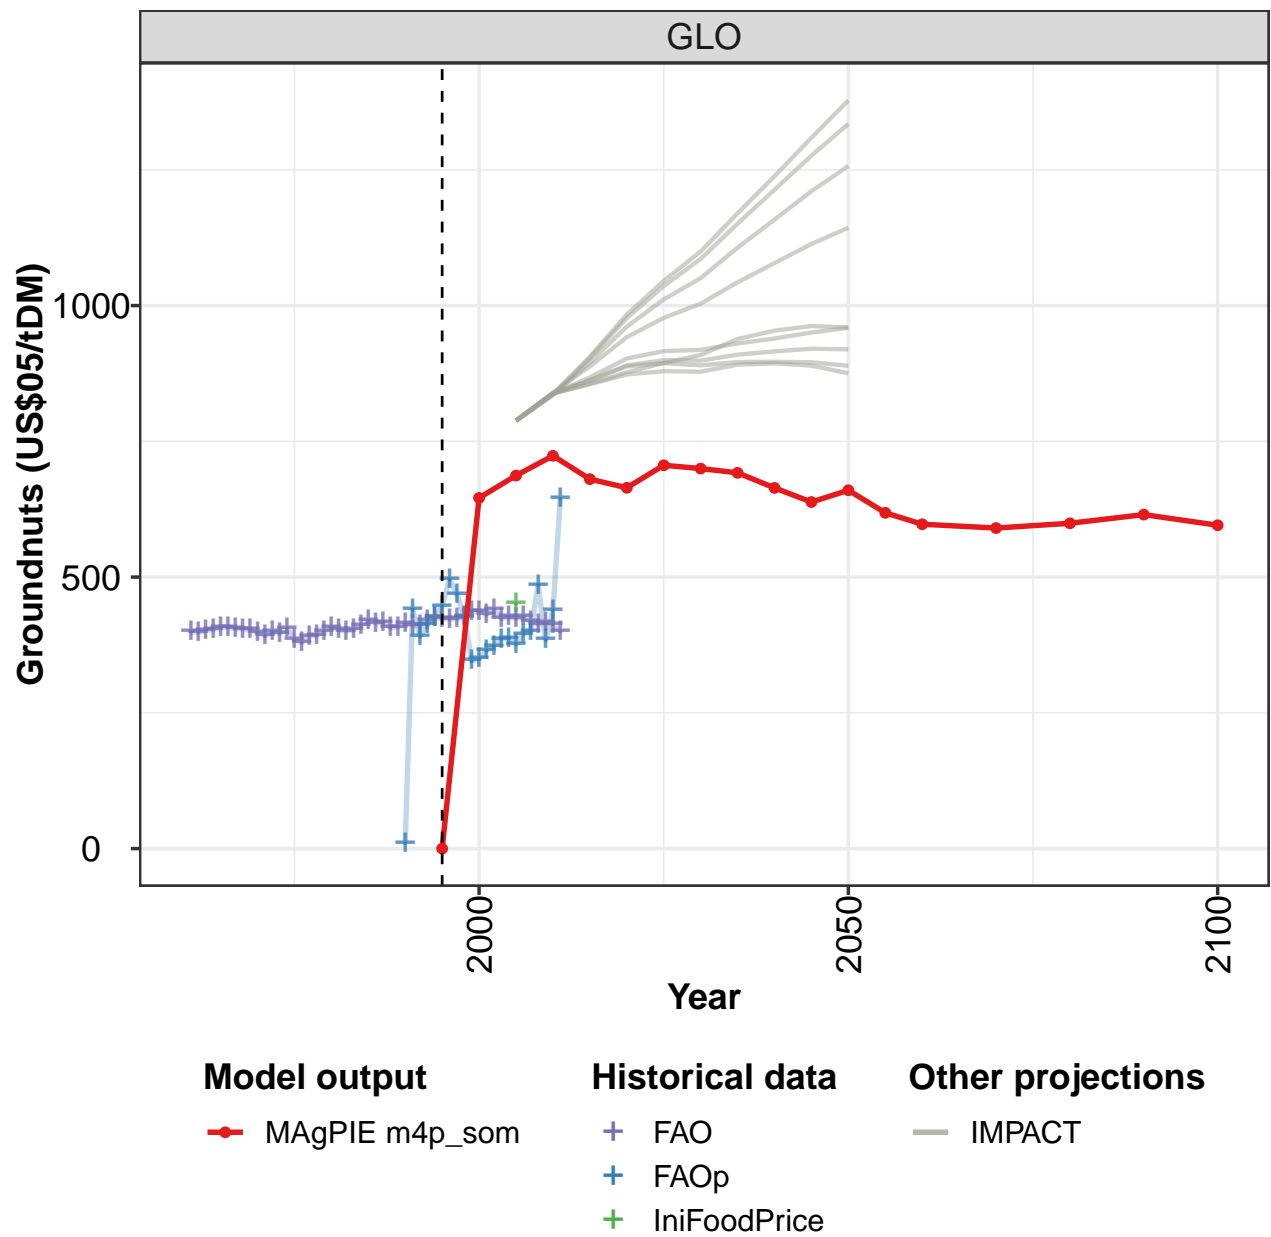 GLO
Groundnuts (US$05/tDM)
1000
500
0
2000
2050
2100
Year
Model output
MAgPIE m4p_som
Historical data
FAO
FAOp
IniFoodPrice
Other projections
IMPACT